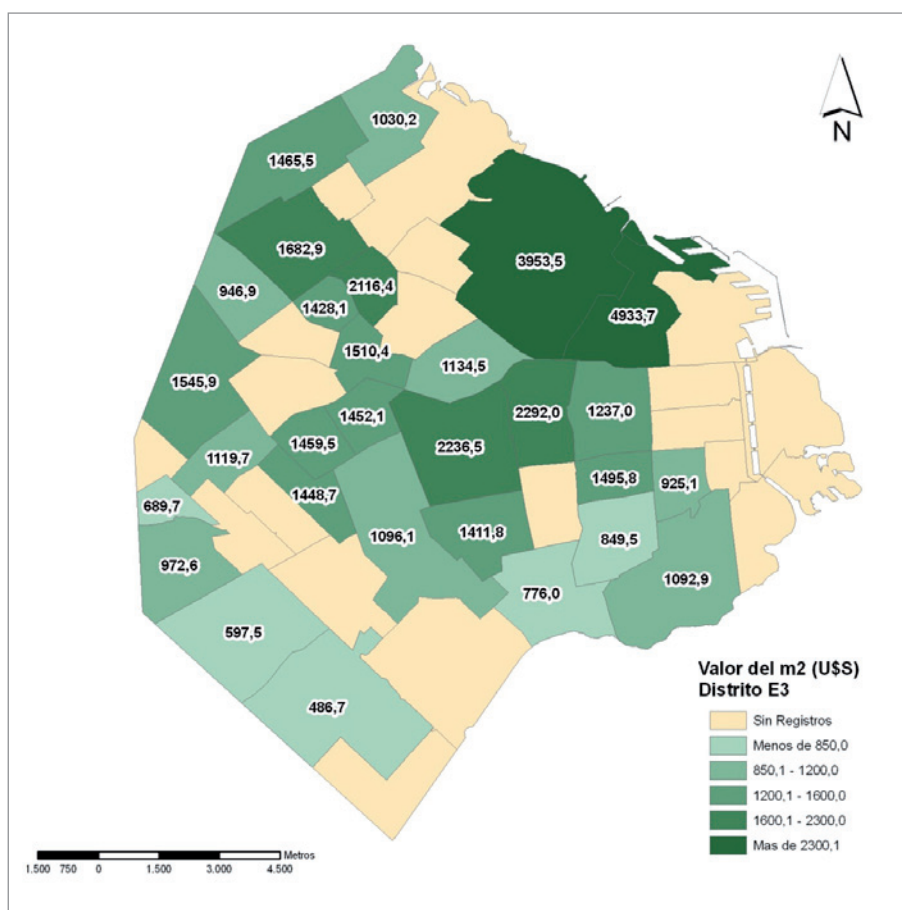 1030,2
N
1465,5
1682,9
3953,5
2116,4
946,9
1428,1
4933,7
1510,4
1134,5
1545,9
2292,0
1237,0
1452,1
1459,5
2236,5
1119,7
1448,7
1495,8
925,1
689,7
1096,1
1411,8
849,5
972,6
776,0
1092,9
597,5
486,7
Valor del m2 (U$S)
Distrito E3
Sin Registros
Menos de 850,0
850,1 - 1200,0
1200,1 - 1600,0
1600,1 - 2300,0
Mas de 2300,1
Metros
1.500 750 0 1.500 3.000 4.500